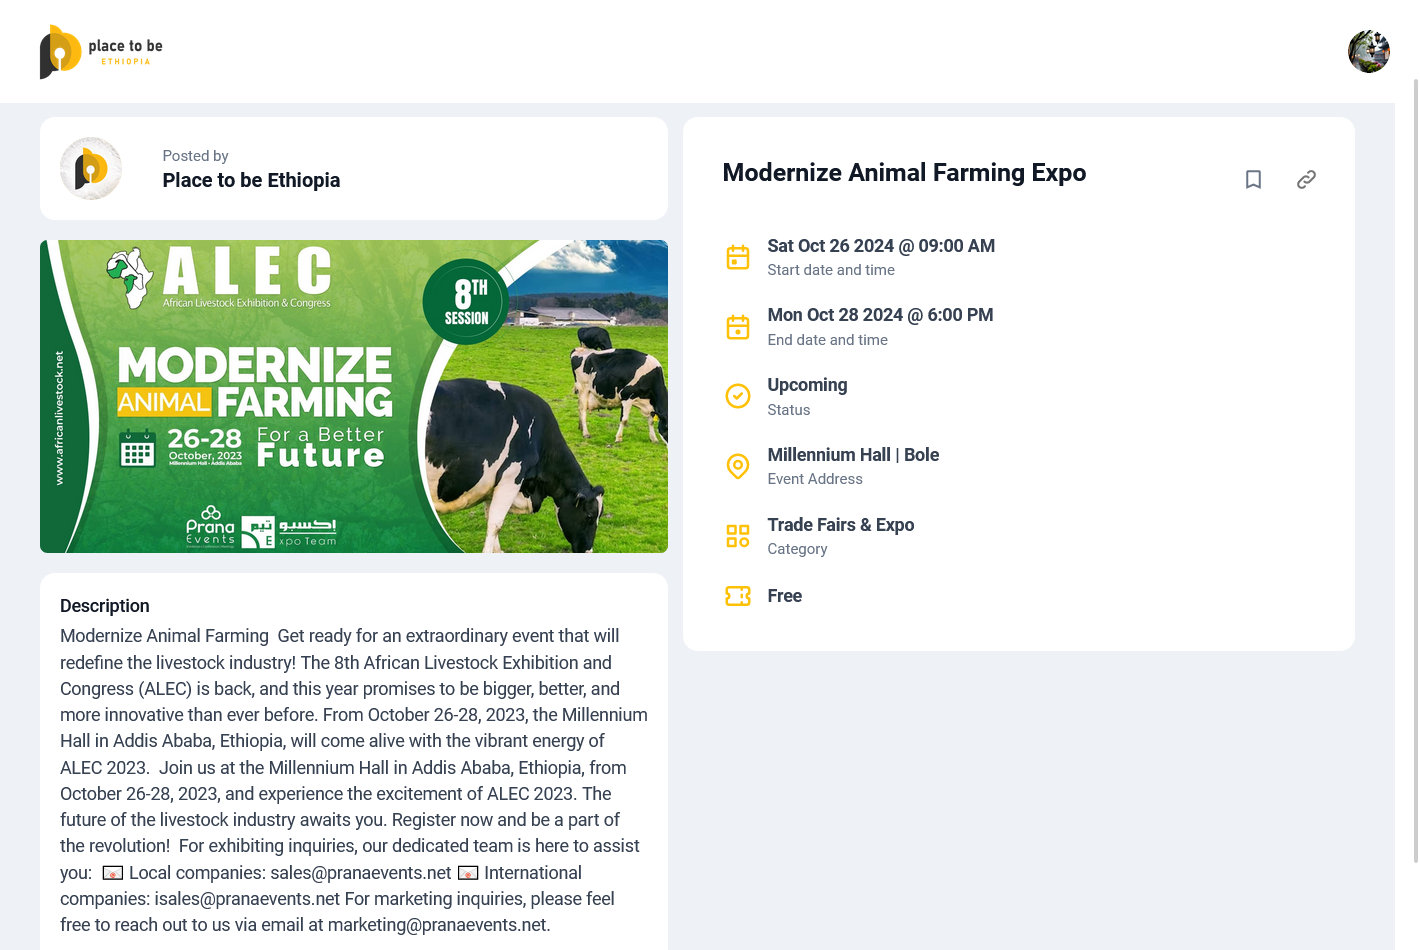 place to be
ETHIOPIA
Posted by
Place to be Ethiopia
ALEC
African Livestock Exhibition & Congress
8TH
SESSION
www.africanlivestock.net
MODERNIZE
ANIMAL FARMING
26-28
October, 2023
Millennium Hall - Addis Ababa
For a Better
Future
Prana
Events
إكسبو تيم
Expo Team
Description
Modernize Animal Farming  Get ready for an extraordinary event that will
redefine the livestock industry! The 8th African Livestock Exhibition and
Congress (ALEC) is back, and this year promises to be bigger, better, and
more innovative than ever before. From October 26-28, 2023, the Millennium
Hall in Addis Ababa, Ethiopia, will come alive with the vibrant energy of
ALEC 2023.  Join us at the Millennium Hall in Addis Ababa, Ethiopia, from
October 26-28, 2023, and experience the excitement of ALEC 2023. The
future of the livestock industry awaits you. Register now and be a part of
the revolution!  For exhibiting inquiries, our dedicated team is here to assist
you:  📧 Local companies: sales@pranaevents.net 📧 International
companies: isales@pranaevents.net For marketing inquiries, please feel
free to reach out to us via email at marketing@pranaevents.net.
Modernize Animal Farming Expo
Sat Oct 26 2024 @ 09:00 AM
Start date and time
Mon Oct 28 2024 @ 6:00 PM
End date and time
Upcoming
Status
Millennium Hall | Bole
Event Address
Trade Fairs & Expo
Category
Free